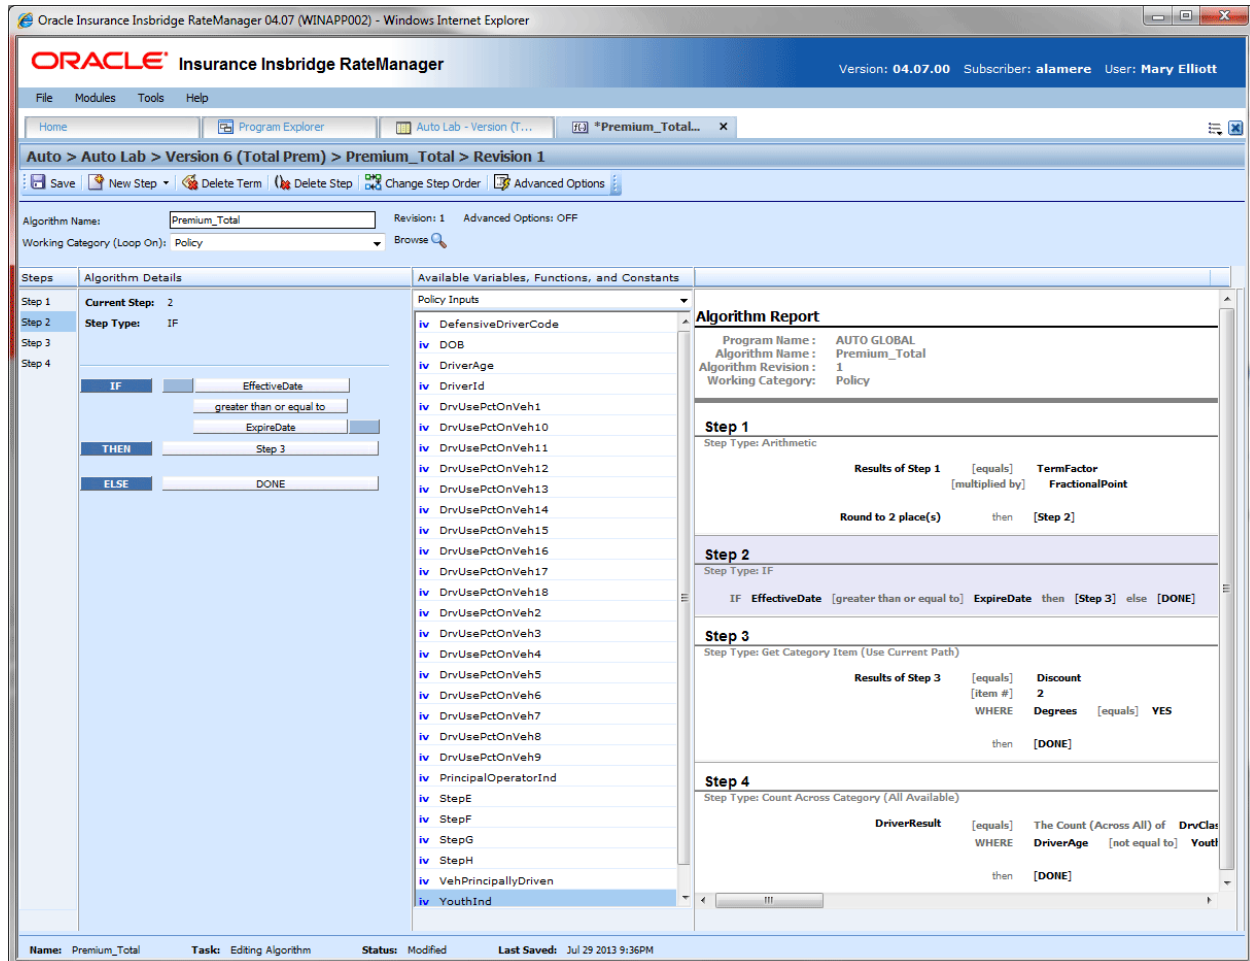 Oracle Insurance Insbridge RateManager 04.07 (WINAPP002) - Windows Internet Explorer
ORACLE Insurance Insbridge RateManager
Version: 04.07.00 Subscriber: alamere User: Mary Elliott
File Modules Tools Help
Home Program Explorer Auto Lab - Version (T... *Premium_Total...
Auto > Auto Lab > Version 6 (Total Prem) > Premium_Total > Revision 1
Save New Step Delete Term Delete Step Change Step Order Advanced Options
Algorithm Name: Premium_Total Revision: 1 Advanced Options: OFF
Working Category (Loop On): Policy Browse
Steps
Step 1
Step 2
Step 3
Step 4
Algorithm Details
Current Step: 2
Step Type: IF
IF EffectiveDate
greater than or equal to
ExpireDate
THEN Step 3
ELSE DONE
Available Variables, Functions, and Constants
Policy Inputs
iv DefensiveDriverCode
iv DOB
iv DriverAge
iv DriverId
iv DrvUsePctOnVeh1
iv DrvUsePctOnVeh10
iv DrvUsePctOnVeh11
iv DrvUsePctOnVeh12
iv DrvUsePctOnVeh13
iv DrvUsePctOnVeh14
iv DrvUsePctOnVeh15
iv DrvUsePctOnVeh16
iv DrvUsePctOnVeh17
iv DrvUsePctOnVeh18
iv DrvUsePctOnVeh2
iv DrvUsePctOnVeh3
iv DrvUsePctOnVeh4
iv DrvUsePctOnVeh5
iv DrvUsePctOnVeh6
iv DrvUsePctOnVeh7
iv DrvUsePctOnVeh8
iv DrvUsePctOnVeh9
iv PrincipalOperatorInd
iv StepE
iv StepF
iv StepG
iv StepH
iv VehPrincipallyDriven
iv YouthInd
Algorithm Report
Program Name : AUTO GLOBAL
Algorithm Name : Premium_Total
Algorithm Revision : 1
Working Category: Policy
Step 1
Step Type: Arithmetic
Results of Step 1 [equals] TermFactor
[multiplied by] FractionalPoint
Round to 2 place(s) then [Step 2]
Step 2
Step Type: IF
IF EffectiveDate [greater than or equal to] ExpireDate then [Step 3] else [DONE]
Step 3
Step Type: Get Category Item (Use Current Path)
Results of Step 3 [equals] Discount
[item #] 2
WHERE Degrees [equals] YES
then [DONE]
Step 4
Step Type: Count Across Category (All Available)
DriverResult [equals] The Count (Across All) of DrvClas
WHERE DriverAge [not equal to] Youth
then [DONE]
Name: Premium_Total Task: Editing Algorithm Status: Modified Last Saved: Jul 29 2013 9:36PM